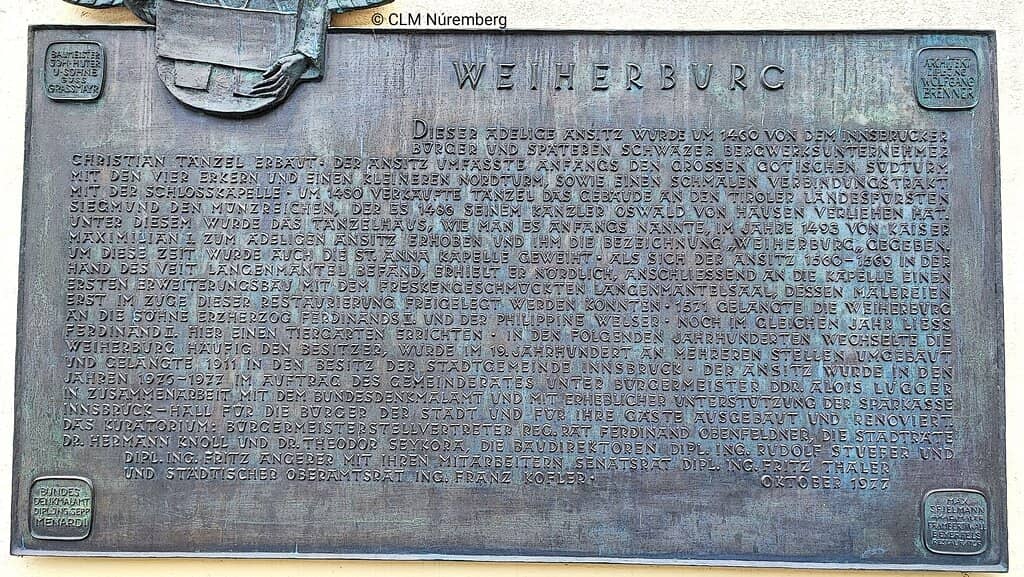 © CLM Núremberg
BAUMEISTER
JOH. HUTER
U. SÖHNE
GUSS
GRASSMAYR
WEIHERBURG
ARCHITEKT
DIPL. ING.
WOLFGANG
BRENNER
DIESER ADELIGE ANSITZ WURDE UM 1460 VON DEM INNSBRUCKER
BÜRGER UND SPÄTEREN SCHWAZER BERGWERKSUNTERNEHMER
CHRISTIAN TÄNZEL ERBAUT · DER ANSITZ UMFASSTE ANFANGS DEN GROSSEN GOTISCHEN SÜDTURM
MIT DEN VIER ERKERN UND EINEN KLEINEREN NORDTURM, SOWIE EINEN SCHMALEN VERBINDUNGSTRAKT
MIT DER SCHLOSSKAPELLE · UM 1480 VERKAUFTE TÄNZEL DAS GEBÄUDE AN DEN TIROLER LANDESFÜRSTEN
SIEGMUND DEN MÜNZREICHEN, DER ES 1486 SEINEM KANZLER OSWALD VON HAUSEN VERLIEHEN HAT.
UNTER DIESEM WURDE DAS TÄNZELHAUS, WIE MAN ES ANFANGS NANNTE, IM JAHRE 1493 VON KAISER
MAXIMILIAN I. ZUM ADELIGEN ANSITZ ERHOBEN UND IHM DIE BEZEICHNUNG „WEIHERBURG„ GEGEBEN.
UM DIESE ZEIT WURDE AUCH DIE ST. ANNA KAPELLE GEWEIHT · ALS SICH DER ANSITZ 1560–1569 IN DER
HAND DES VEIT LANGENMANTEL BEFAND, ERHIELT ER NÖRDLICH, ANSCHLIESSEND AN DIE KAPELLE EINEN
ERSTEN ERWEITERUNGSBAU MIT DEM FRESKENGESCHMÜCKTEN LANGENMANTELSAAL, DESSEN MALEREIEN
ERST IM ZUGE DIESER RESTAURIERUNG FREIGELEGT WERDEN KONNTEN · 1574 GELANGTE DIE WEIHERBURG
AN DIE SÖHNE ERZHERZOG FERDINANDS II. UND DER PHILIPPINE WELSER · NOCH IM GLEICHEN JAHR LIESS
FERDINAND II. HIER EINEN TIERGARTEN ERRICHTEN · IN DEN FOLGENDEN JAHRHUNDERTEN WECHSELTE DIE
WEIHERBURG HÄUFIG DEN BESITZER, WURDE IM 19. JAHRHUNDERT AN MEHREREN STELLEN UMGEBAUT
UND GELANGTE 1911 IN DEN BESITZ DER STADTGEMEINDE INNSBRUCK · DER ANSITZ WURDE IN DEN
JAHREN 1975–1977 IM AUFTRAG DES GEMEINDERATES UNTER BÜRGERMEISTER DDR. ALOIS LUGGER
IN ZUSAMMENARBEIT MIT DEM BUNDESDENKMALAMT UND MIT ERHEBLICHER UNTERSTÜTZUNG DER SPARKASSE
INNSBRUCK–HALL FÜR DIE BÜRGER DER STADT UND FÜR IHRE GÄSTE AUSGEBAUT UND RENOVIERT.
DAS KURATORIUM: BÜRGERMEISTERSTELLVERTRETER REG. RAT FERDINAND OBENFELDNER, DIE STADTRÄTE
DR. HERMANN KNOLL UND DR. THEODOR SEYKORA, DIE BAUDIREKTOREN DIPL. ING. RUDOLF STUEFER UND
DIPL. ING. FRITZ ANGERER MIT IHREN MITARBEITERN SENATSRAT DIPL. ING. FRITZ THALER
UND STÄDTISCHER OBERAMTSRAT ING. FRANZ KOFLER · OKTOBER 1977
BUNDES
DENKMALAMT
DIPL. ING. SEPP
MENARDI
MAX
SPIELMANN